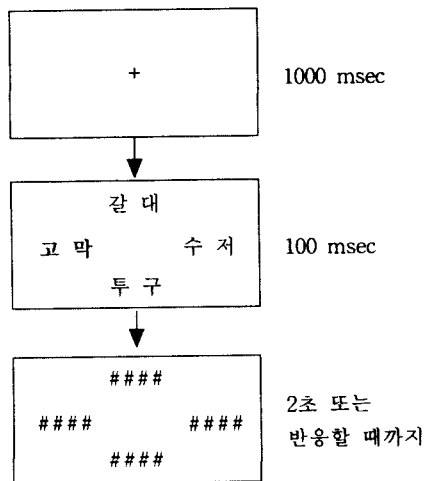 +
1000 msec
갈대
고막 수저
100 msec
투구
####
#### ####
####
2초 또는
반응할 때까지